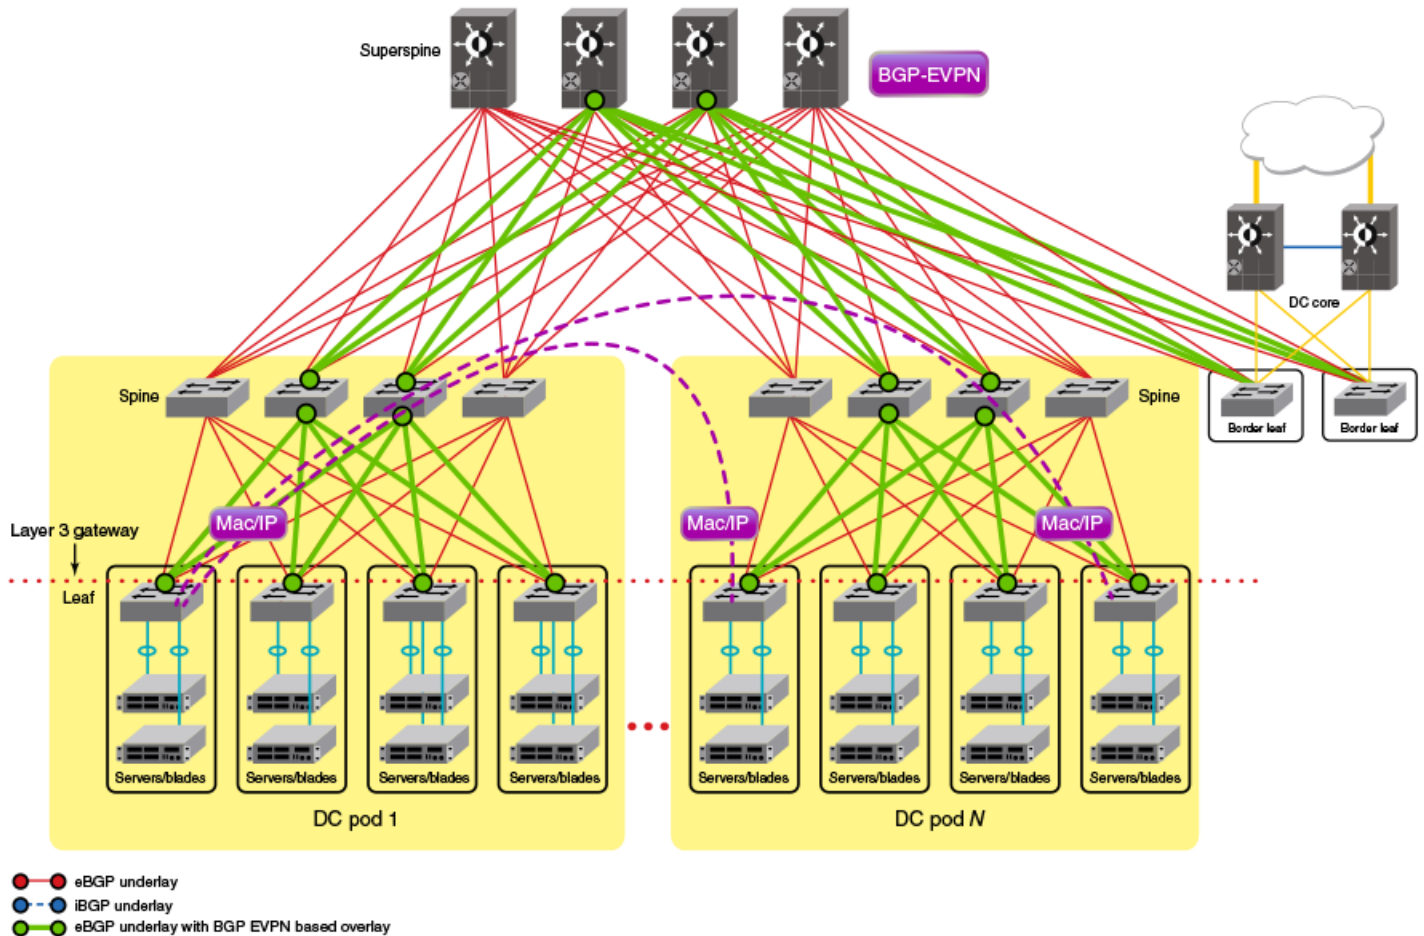 Superspine
BGP-EVPN
DC core
Spine
Spine
Border leaf
Border leaf
Mac/IP
Mac/IP
Mac/IP
Layer 3 gateway
Leaf
Servers/blades
Servers/blades
Servers/blades
Servers/blades
Servers/blades
Servers/blades
Servers/blades
Servers/blades
DC pod 1
DC pod N
eBGP underlay
iBGP underlay
eBGP underlay with BGP EVPN based overlay